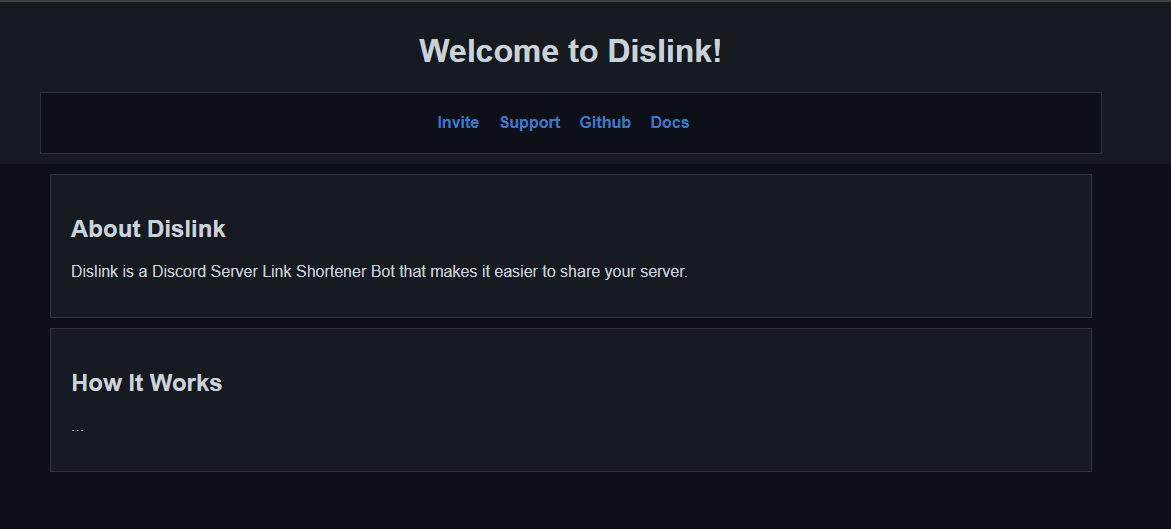 Welcome to Dislink!
Invite Support Github Docs
About Dislink
Dislink is a Discord Server Link Shortener Bot that makes it easier to share your server.
How It Works
...